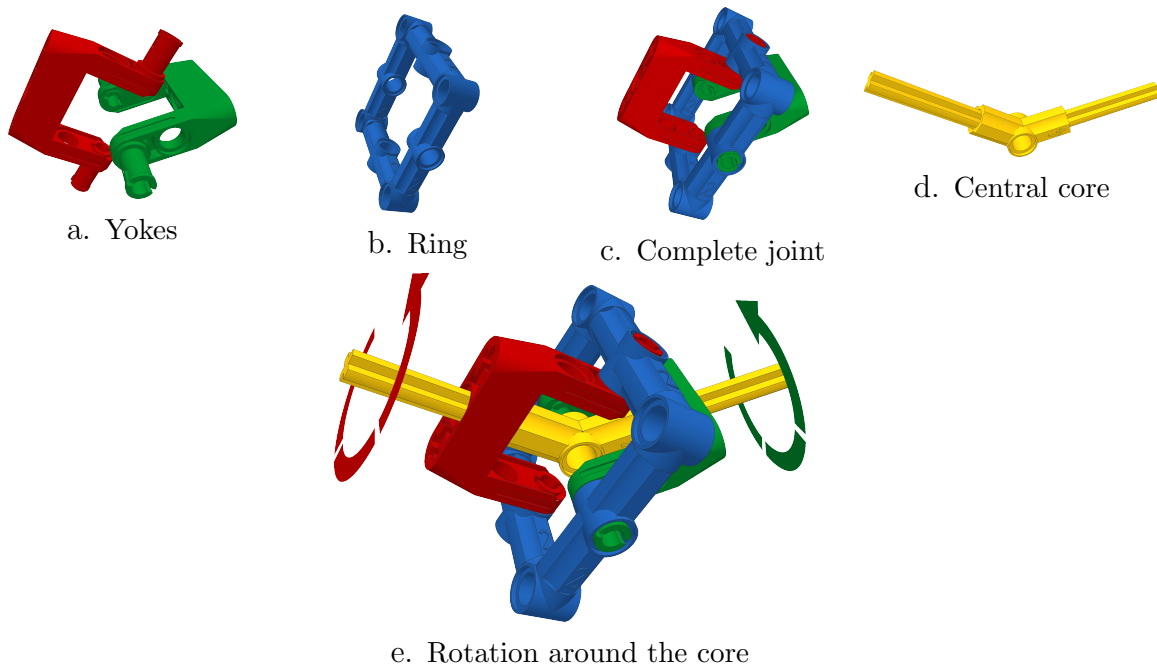 a. Yokes
b. Ring
c. Complete joint
d. Central core
e. Rotation around the core